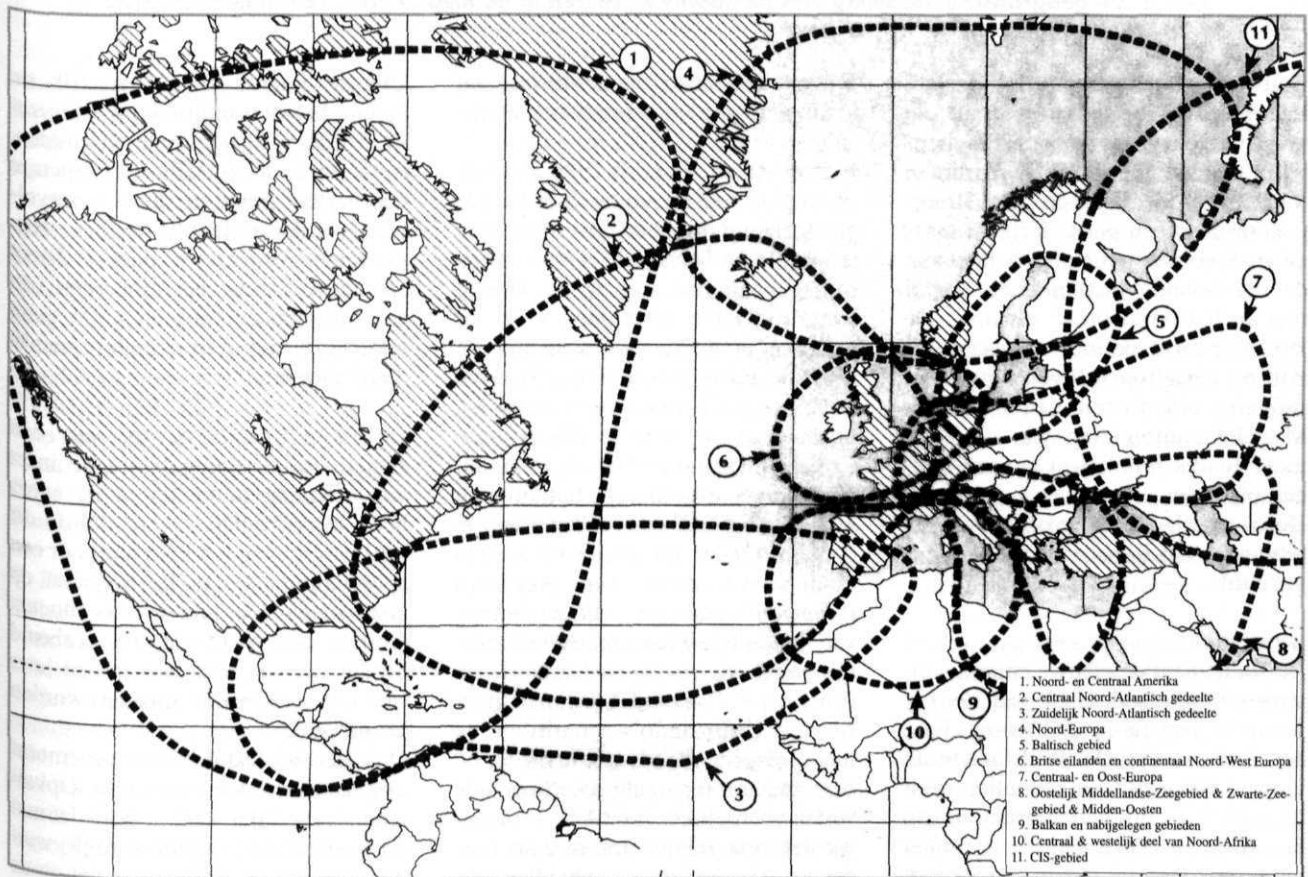 1
4
11
2
7
5
6
8
9
10
3
1. Noord- en Centraal Amerika
2. Centraal Noord-Atlantisch gedeelte
3. Zuidelijk Noord-Atlantisch gedeelte
4. Noord-Europa
5. Baltisch gebied
6. Britse eilanden en continentaal Noord-West Europa
7. Centraal- en Oost-Europa
8. Oostelijk Middellandse-Zeegebied & Zwarte-Zee-
gebied & Midden-Oosten
9. Balkan en nabijgelegen gebieden
10. Centraal & westelijk deel van Noord-Afrika
11. CIS-gebied